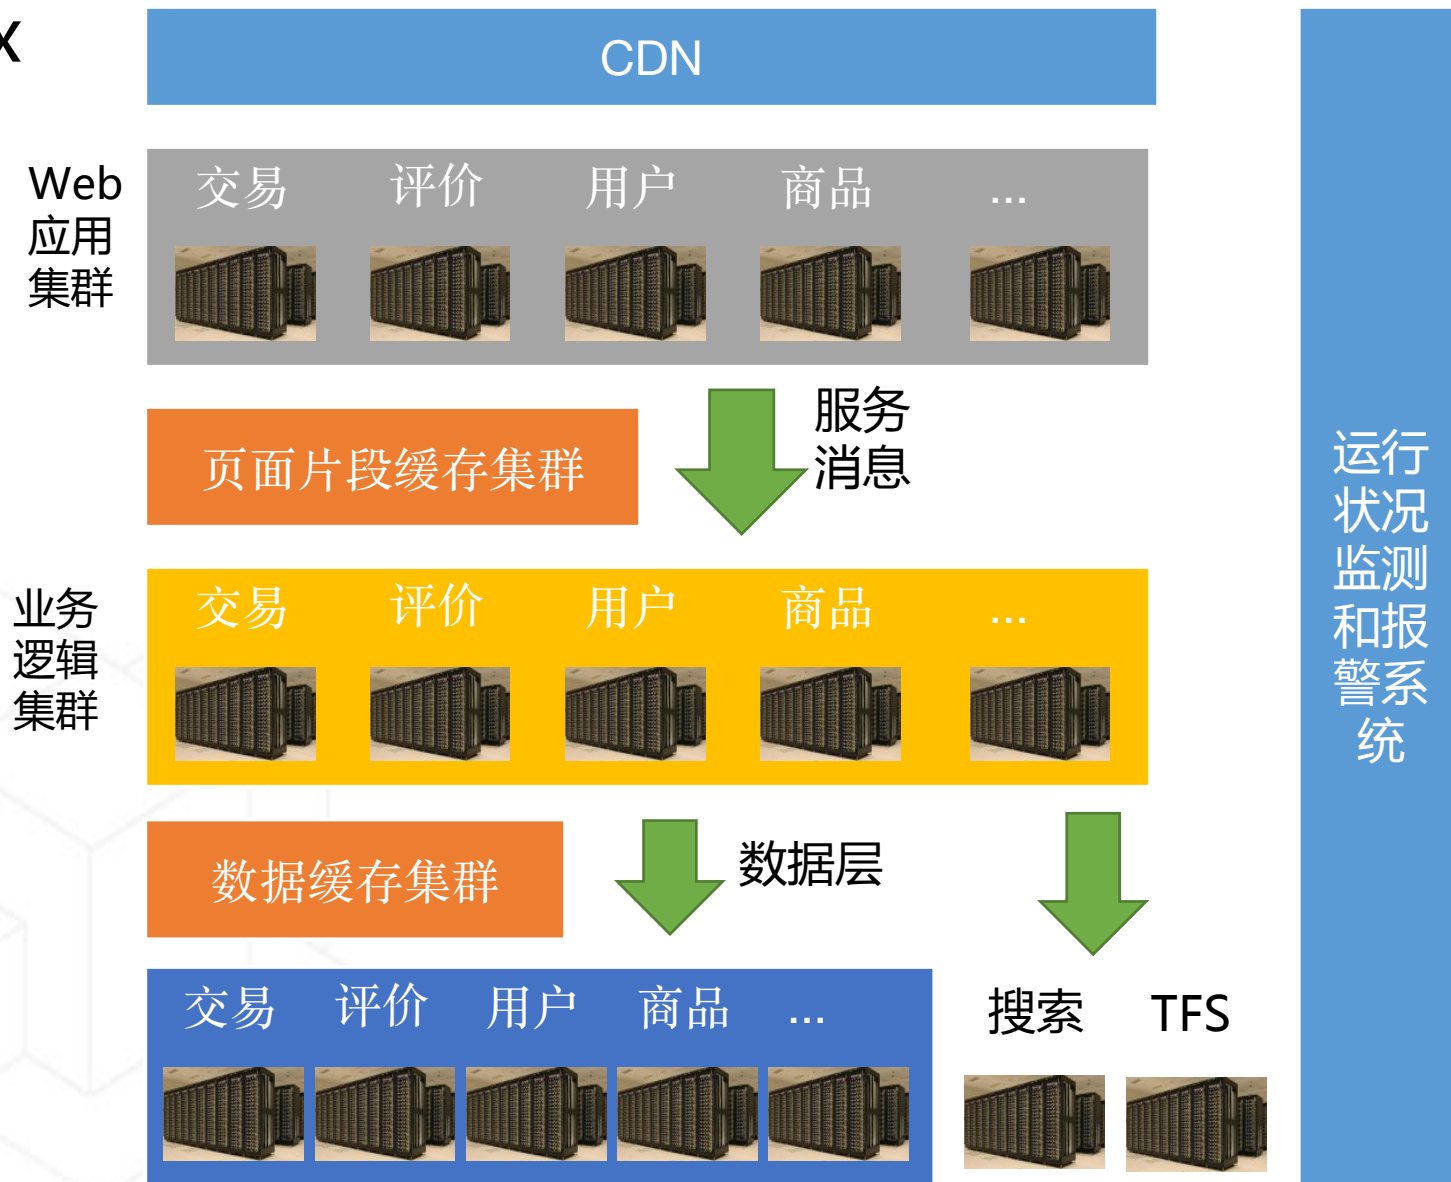 x
CDN
Web
应用
集群
交易 评价 用户 商品 ...
页面片段缓存集群
服务
消息
业务
逻辑
集群
交易 评价 用户 商品 ...
数据缓存集群
数据层
交易 评价 用户 商品 ...
搜索 TFS
运行
状况
监测
和报
警系
统